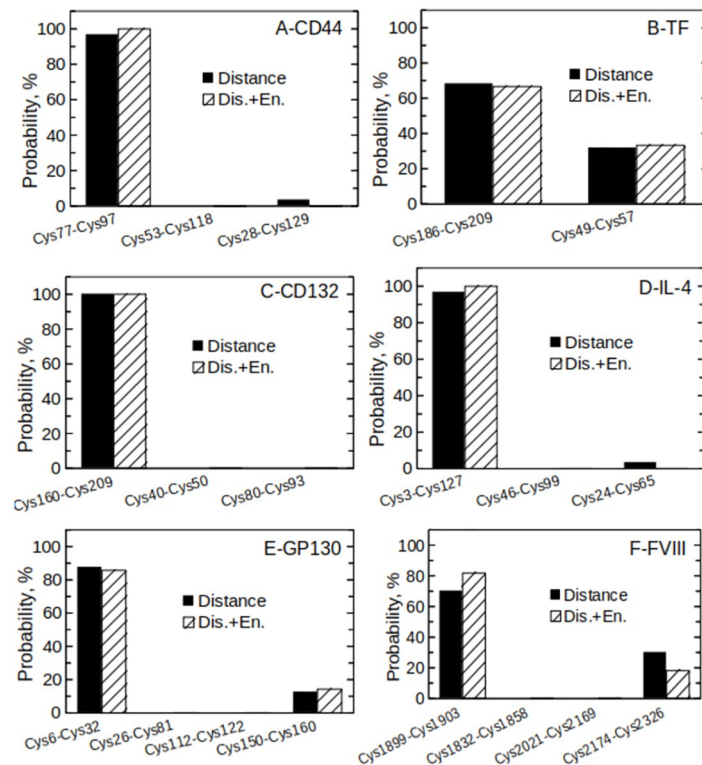 A-CD44
Probability, %
100
80
60
40
20
0
Distance
Dis.+En.
Cys77-Cys97
Cys53-Cys118
Cys28-Cys129
B-TF
Probability, %
100
80
60
40
20
0
Distance
Dis.+En.
Cys186-Cys209
Cys49-Cys57
C-CD132
Probability, %
100
80
60
40
20
0
Distance
Dis.+En.
Cys160-Cys209
Cys40-Cys50
Cys80-Cys93
D-IL-4
Probability, %
100
80
60
40
20
0
Distance
Dis.+En.
Cys3-Cys127
Cys46-Cys99
Cys24-Cys65
E-GP130
Probability, %
100
80
60
40
20
0
Distance
Dis.+En.
Cys6-Cys32
Cys26-Cys81
Cys112-Cys122
Cys150-Cys160
F-FVIII
Probability, %
100
80
60
40
20
0
Distance
Dis.+En.
Cys1899-Cys1903
Cys1832-Cys1858
Cys2021-Cys2169
Cys2174-Cys2326